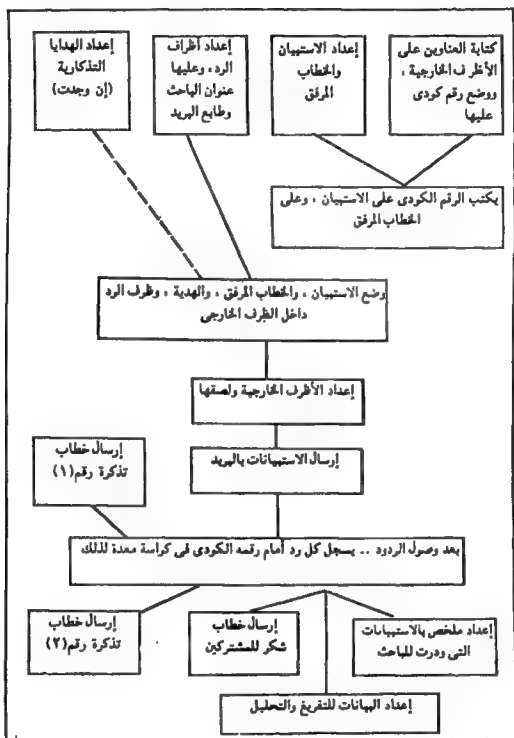 كتابة العناوين على
الأظرف الخارجية ،
ووضع رقم كودى
عليها
إعداد الاستبيان
والخطاب
المرفق
إعداد أظراف
الرد، وعليها
عنوان الباحث
وطابع البريد
إعداد الهدايا
التذكارية
(إن وجدت)
يكتب الرقم الكودى على الاستبيان ، وعلى
الخطاب المرفق
وضع الاستبيان ، والخطاب المرفق ، والهدية ، وظرف الرد
داخل الظرف الخارجى
إعداد الأظرف الخارجية ولصقها
إرسال الاستبيانات بالبريد
إرسال خطاب
تذكرة رقم(١)
بعد وصول الردود .. يسجل كل رد أمام رقمه الكودى فى كراسة معدة لذلك
إعداد ملخص بالاستبيانات
التى وردت للباحث
إرسال خطاب
شكر للمشتركين
إرسال خطاب
تذكرة رقم(٢)
إعداد البيانات للتفريغ والتحليل